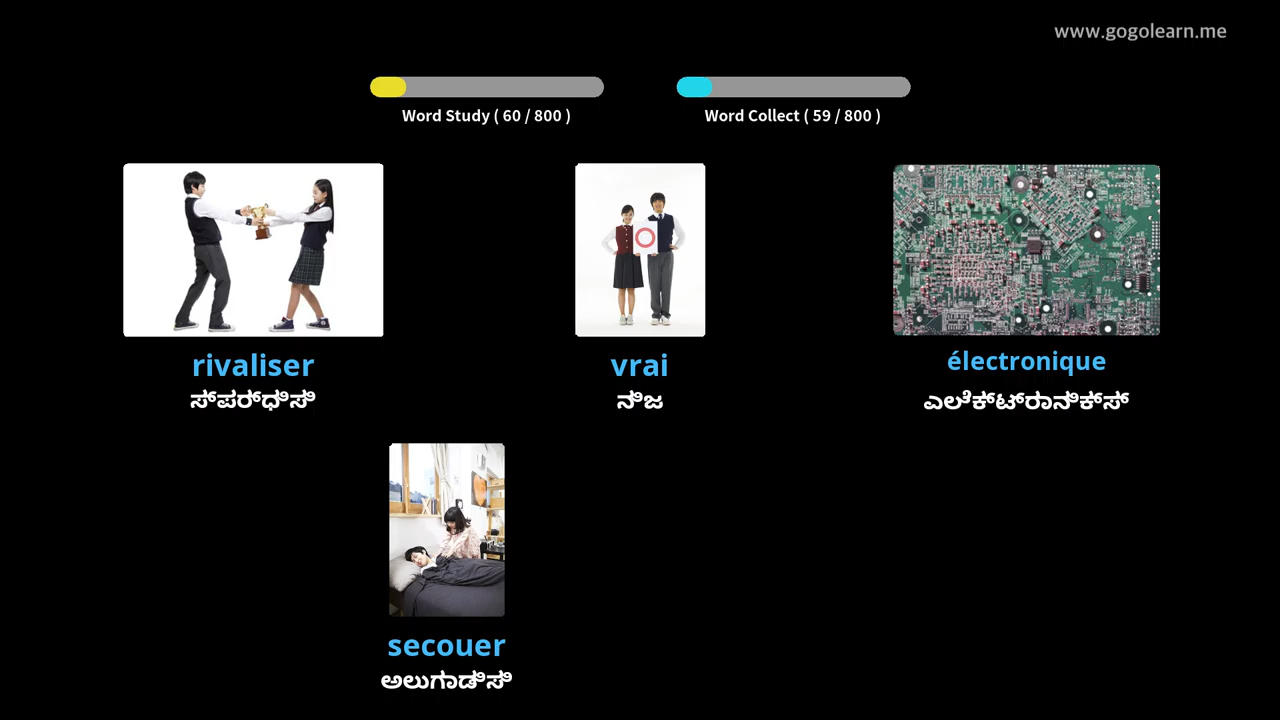 www.gogolearn.me
Word Study ( 60 / 800 )
Word Collect ( 59 / 800 )
rivaliser
ಸ್ಪರ್ಧಿಸಿ
vrai
ನಿಜ
électronique
ಎಲೆಕ್ಟ್ರಾನಿಕ್ಸ್
secouer
ಅಲುಗಾಡಿಸಿ